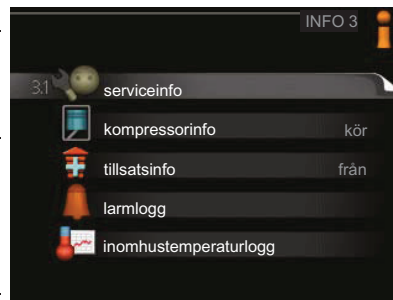 INFO 3
3.1 serviceinfo
kompressorinfo kör
tillsatsinfo från
larmlogg
inomhustemperaturlogg